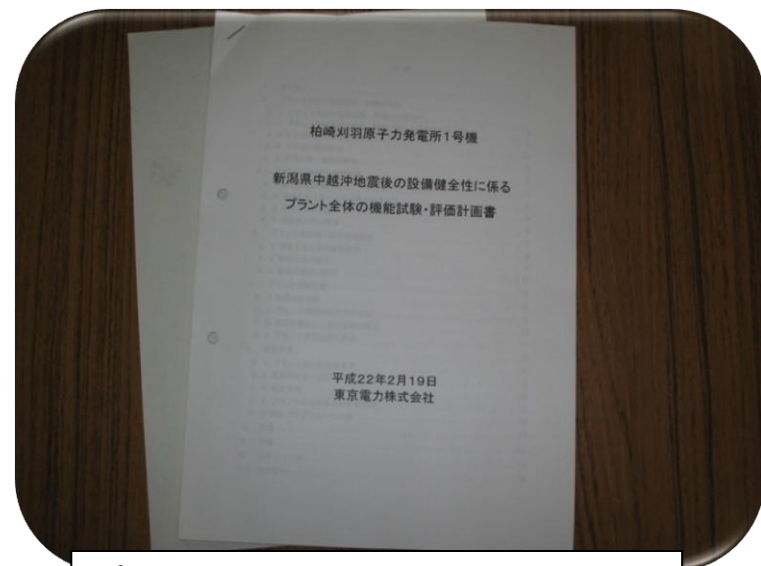 柏崎刈羽原子力発電所1号機
新潟県中越沖地震後の設備健全性に係る
プラント全体の機能試験・評価計画書
平成22年2月19日
東京電力株式会社